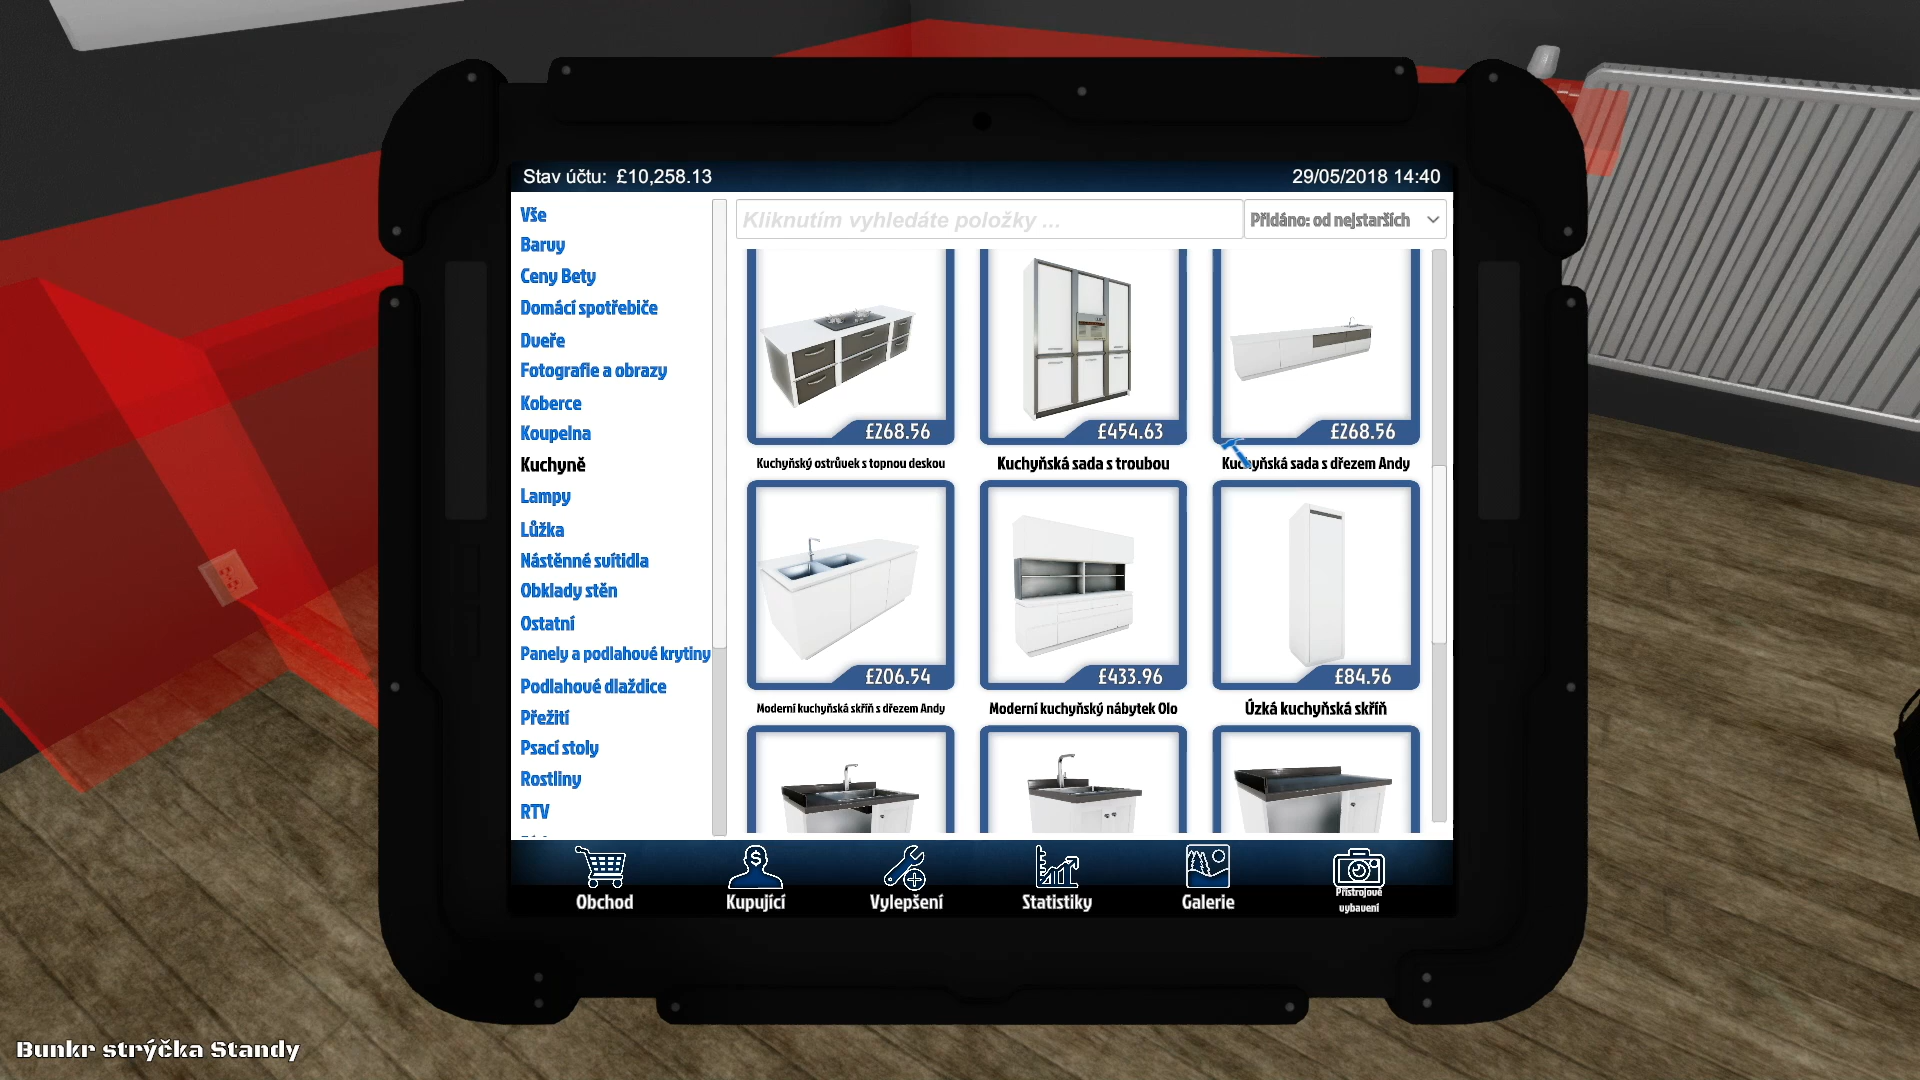 Stav účtu: £10,258.13
29/05/2018 14:40
Vše
Barvy
Ceny Bety
Domácí spotřebiče
Dveře
Fotografie a obrazy
Koberce
Koupelna
Kuchyně
Lampy
Lůžka
Nástěnné svítidla
Obklady stěn
Ostatní
Panely a podlahové krytiny
Podlahové dlaždice
Přežití
Psací stoly
Rostliny
RTV
Kliknutím vyhledáte položky ...
Přidáno: od nejstarších
£268.56
£454.63
£268.56
Kuchyňský ostrůvek s topnou deskou
Kuchyňská sada s troubou
Kuchyňská sada s dřezem Andy
£206.54
£433.96
£84.56
Moderní kuchyňská skříň s dřezem Andy
Moderní kuchyňský nábytek Olo
Úzká kuchyňská skříň
Obchod
Kupující
Vylepšení
Statistiky
Galerie
Přístrojové
vybavení
Bunkr strýčka Standy